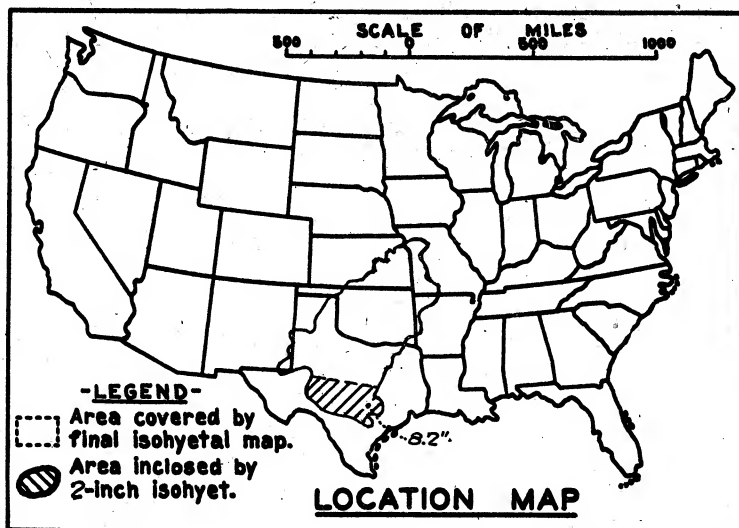 SCALE OF MILES
500 0 500 1000
-LEGEND-
Area covered by
final isohyetal map.
Area inclosed by
2-inch isohyet.
8.2".
LOCATION MAP